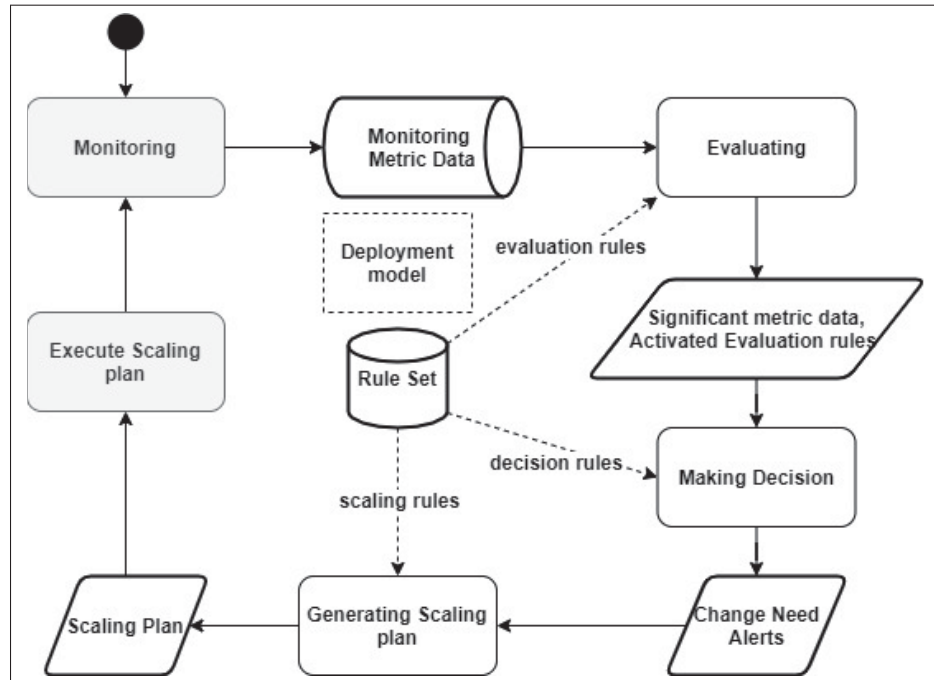 Monitoring
Monitoring
Metric Data
Evaluating
Deployment
model
evaluation rules
Significant metric data,
Activated Evaluation rules
Execute Scaling
plan
Rule Set
decision rules
Making Decision
scaling rules
Scaling Plan
Generating Scaling
plan
Change Need
Alerts